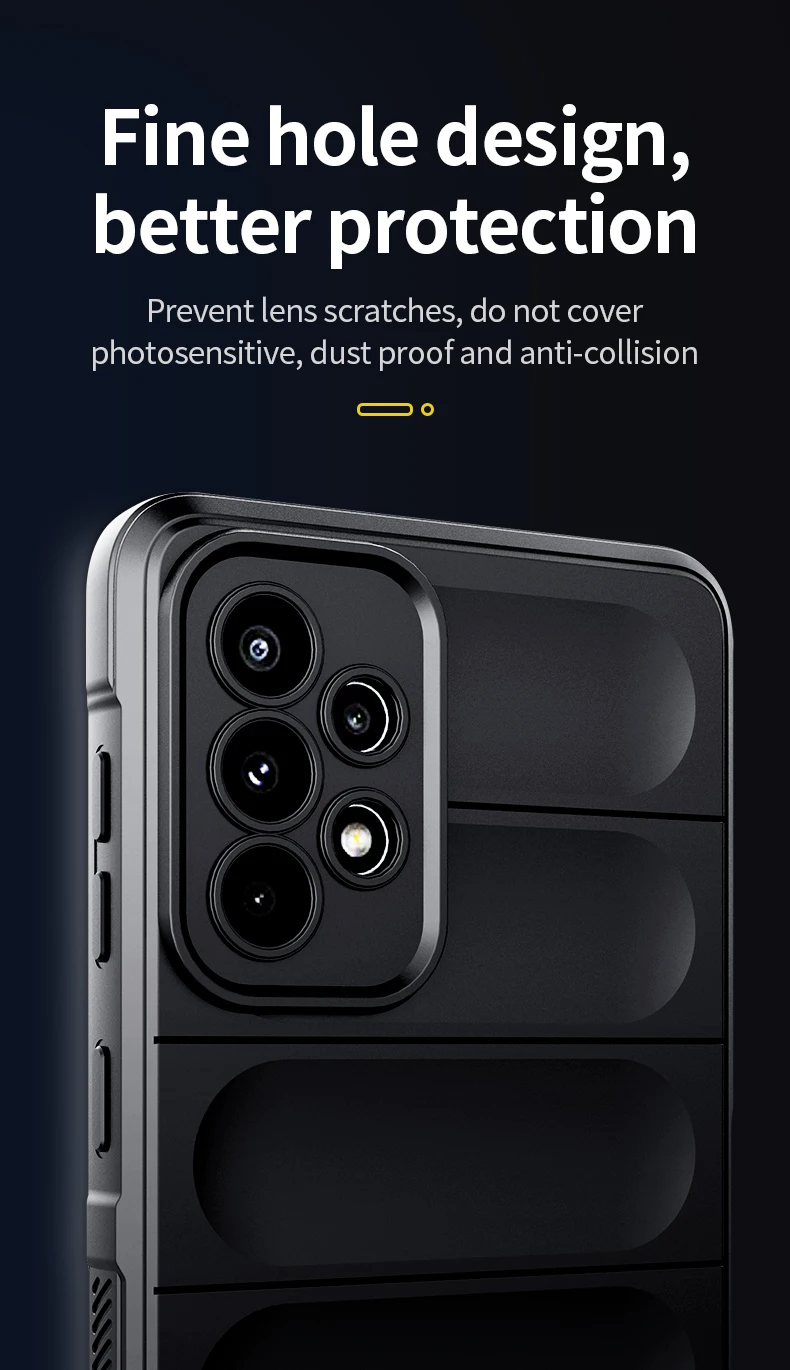 Fine hole design,
better protection
Prevent lens scratches, do not cover
photosensitive, dust proof and anti-collision